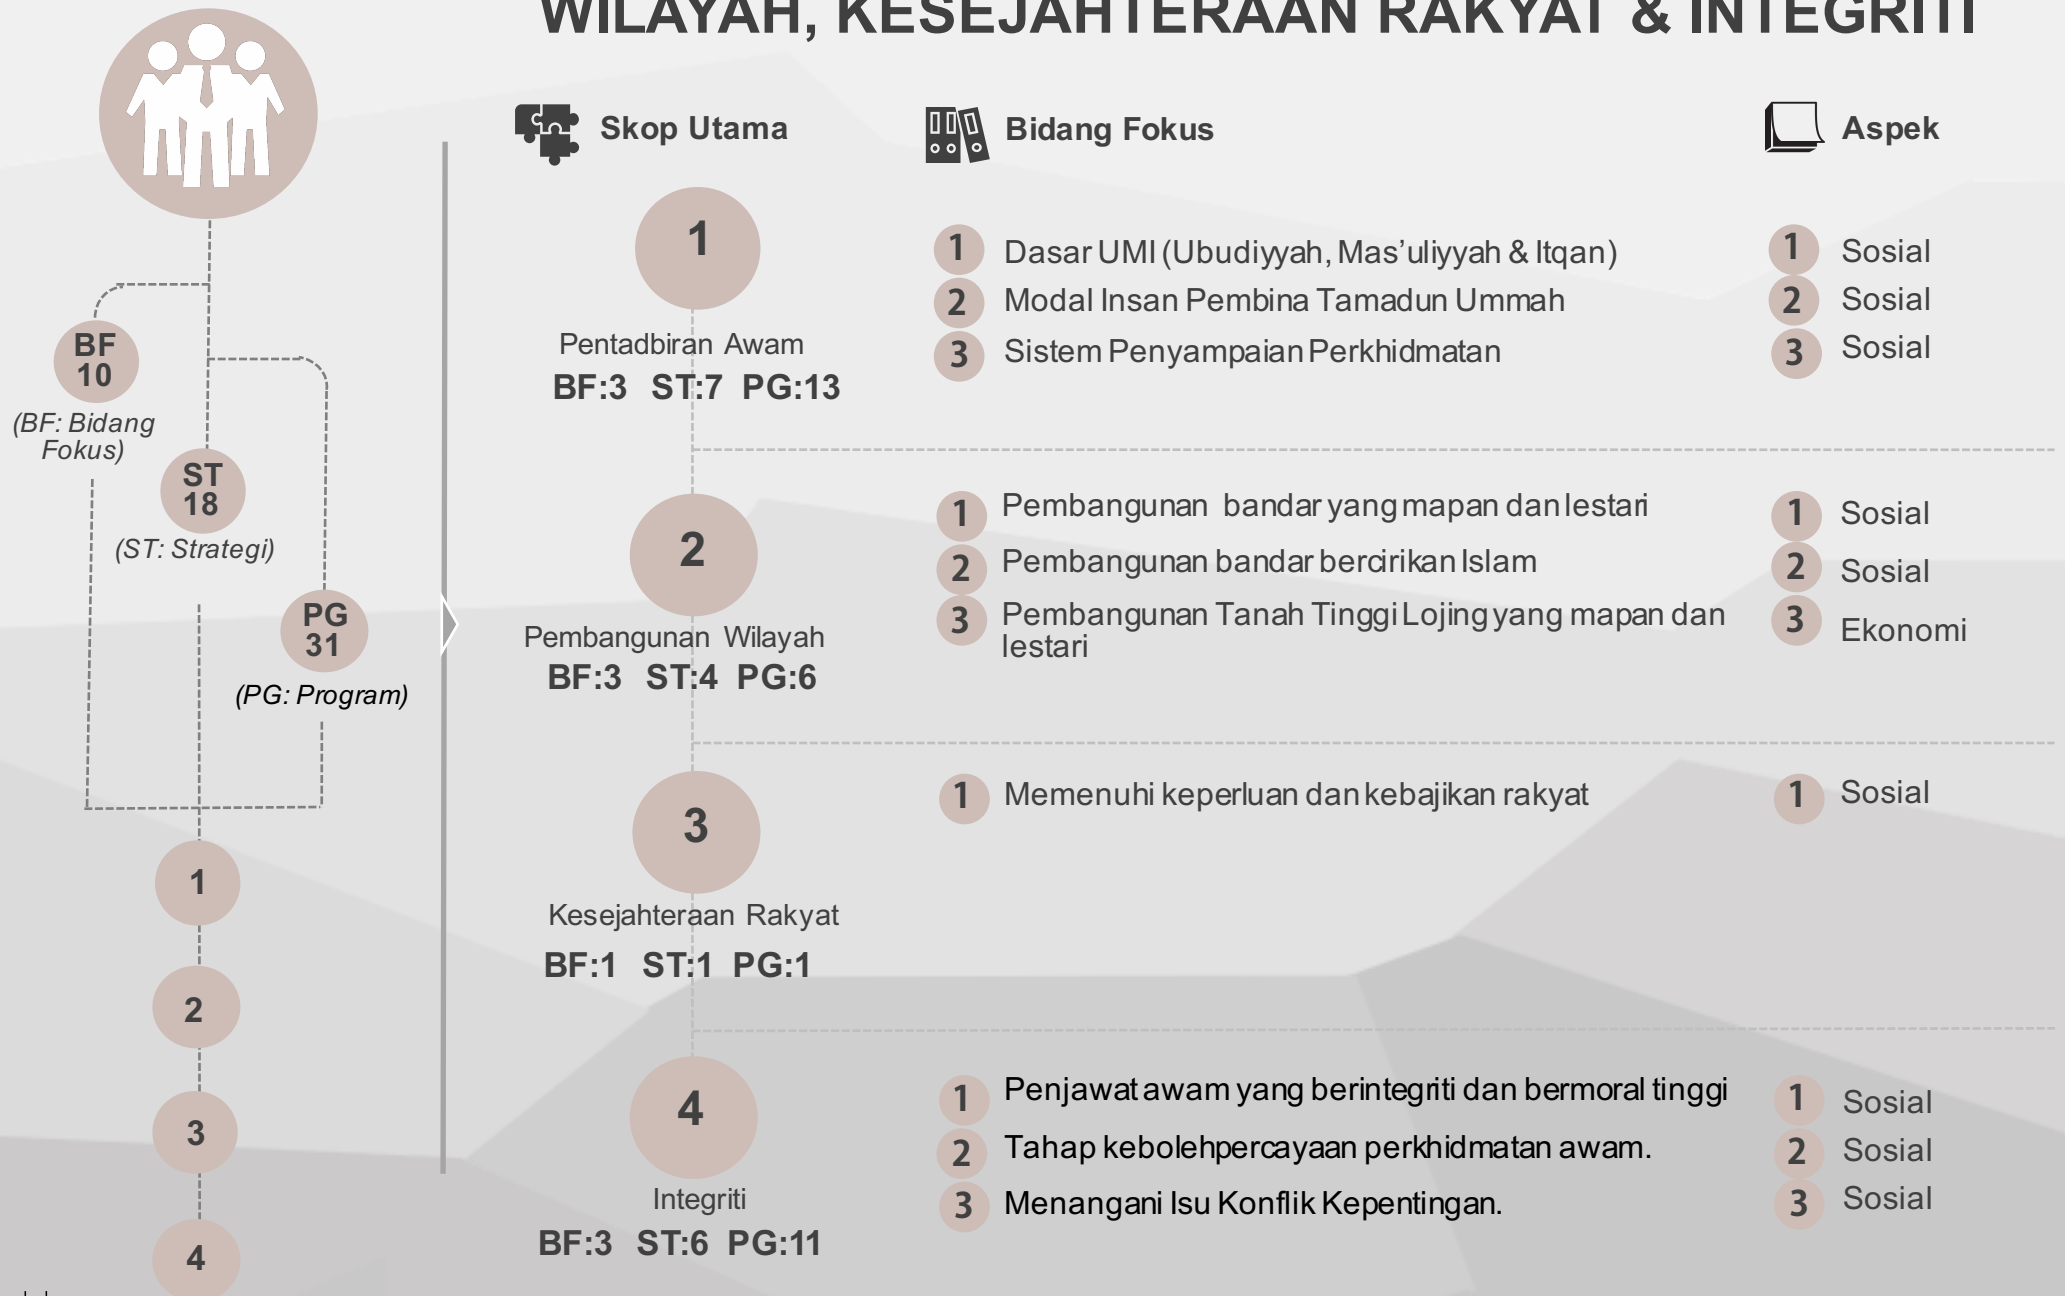 WILAYAH, KESEJAHTERAAN RAKYAT & INTEGRITI
BF
10
(BF: Bidang
Fokus)
ST
18
(ST: Strategi)
PG
31
(PG: Program)
1
2
3
4
Skop Utama
Bidang Fokus
Aspek
1
Pentadbiran Awam
BF:3 ST:7 PG:13
1 Dasar UMI (Ubudiyyah, Mas’uliyyah & Itqan)
2 Modal Insan Pembina Tamadun Ummah
3 Sistem Penyampaian Perkhidmatan
1 Sosial
2 Sosial
3 Sosial
2
Pembangunan Wilayah
BF:3 ST:4 PG:6
1 Pembangunan bandar yang mapan dan lestari
2 Pembangunan bandar bercirikan Islam
3 Pembangunan Tanah Tinggi Lojing yang mapan dan
lestari
1 Sosial
2 Sosial
3 Ekonomi
3
Kesejahteraan Rakyat
BF:1 ST:1 PG:1
1 Memenuhi keperluan dan kebajikan rakyat
1 Sosial
4
Integriti
BF:3 ST:6 PG:11
1 Penjawat awam yang berintegriti dan bermoral tinggi
2 Tahap kebolehpercayaan perkhidmatan awam.
3 Menangani Isu Konflik Kepentingan.
1 Sosial
2 Sosial
3 Sosial